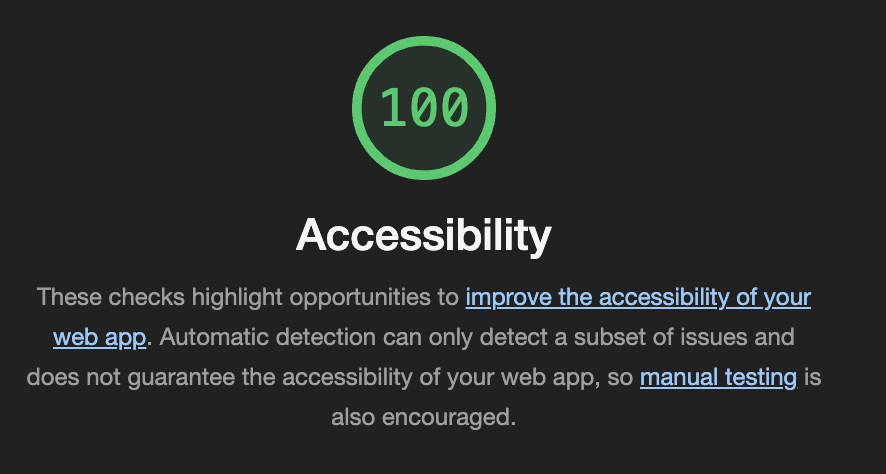 100
Accessibility
These checks highlight opportunities to improve the accessibility of your
web app. Automatic detection can only detect a subset of issues and
does not guarantee the accessibility of your web app, so manual testing is
also encouraged.